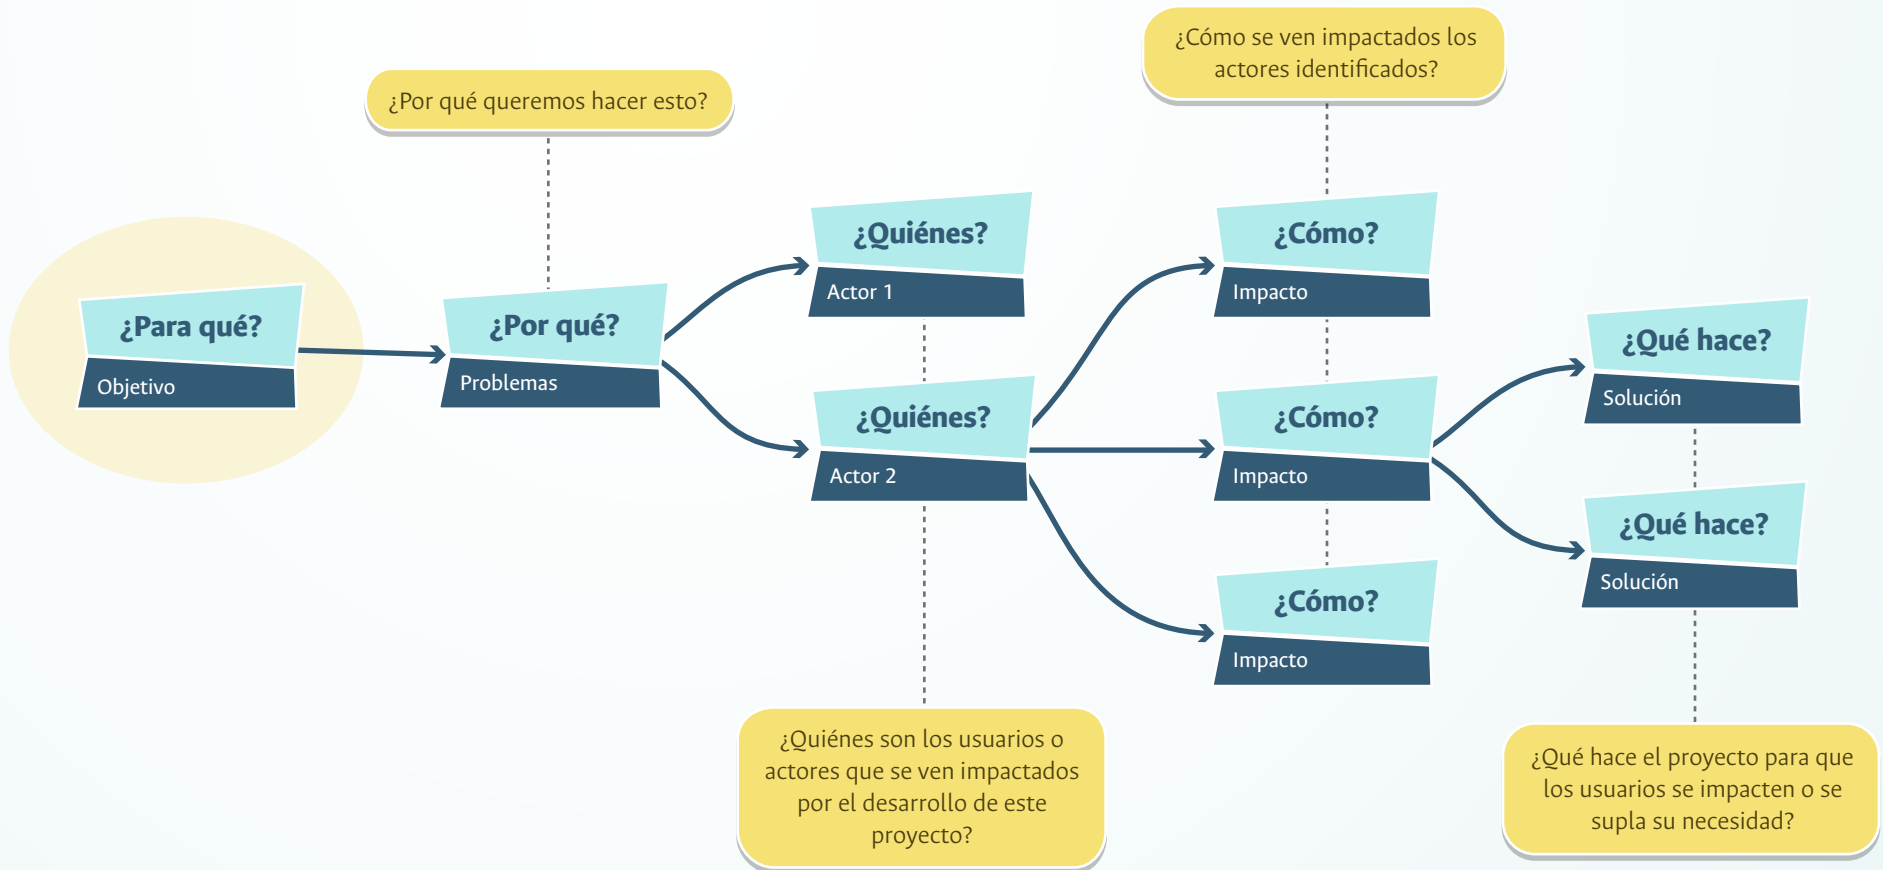 ¿Cómo se ven impactados los
actores identificados?
¿Por qué queremos hacer esto?
¿Para qué?
Objetivo
¿Por qué?
Problemas
¿Quiénes?
Actor 1
¿Quiénes?
Actor 2
¿Cómo?
Impacto
¿Cómo?
Impacto
¿Cómo?
Impacto
¿Qué hace?
Solución
¿Qué hace?
Solución
¿Quiénes son los usuarios o
actores que se ven impactados
por el desarrollo de este
proyecto?
¿Qué hace el proyecto para que
los usuarios se impacten o se
supla su necesidad?